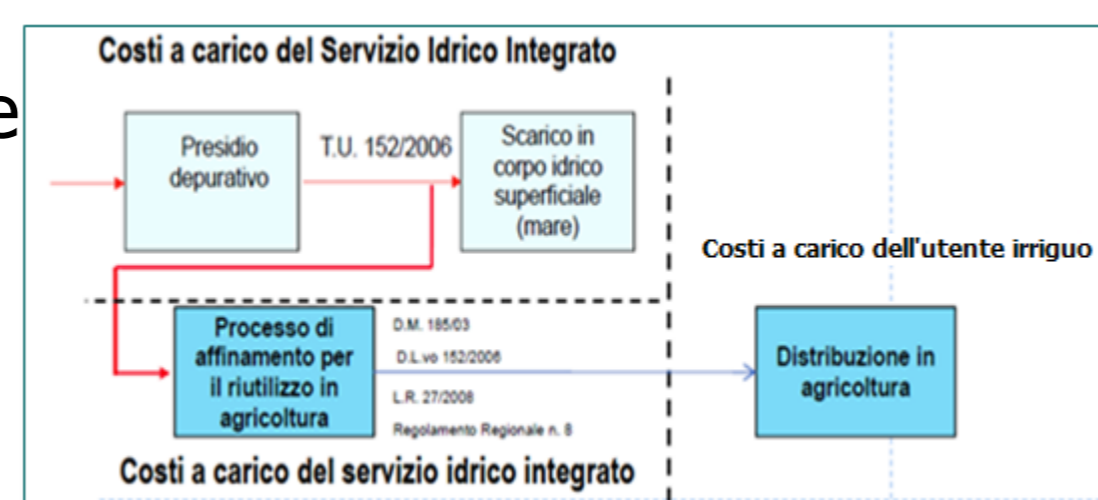 Costi a carico del Servizio Idrico Integrato
e
Presidio
depurativo
T.U. 152/2006
Scarico in
corpo idrico
superficiale
(mare)
Costi a carico dell'utente irriguo
Processo di
affinamento per
il riutilizzo in
agricoltura
D.M. 185/03
D.L.vo 152/2006
L.R. 27/2008
Regolamento Regionale n. 8
Distribuzione in
agricoltura
Costi a carico del servizio idrico integrato